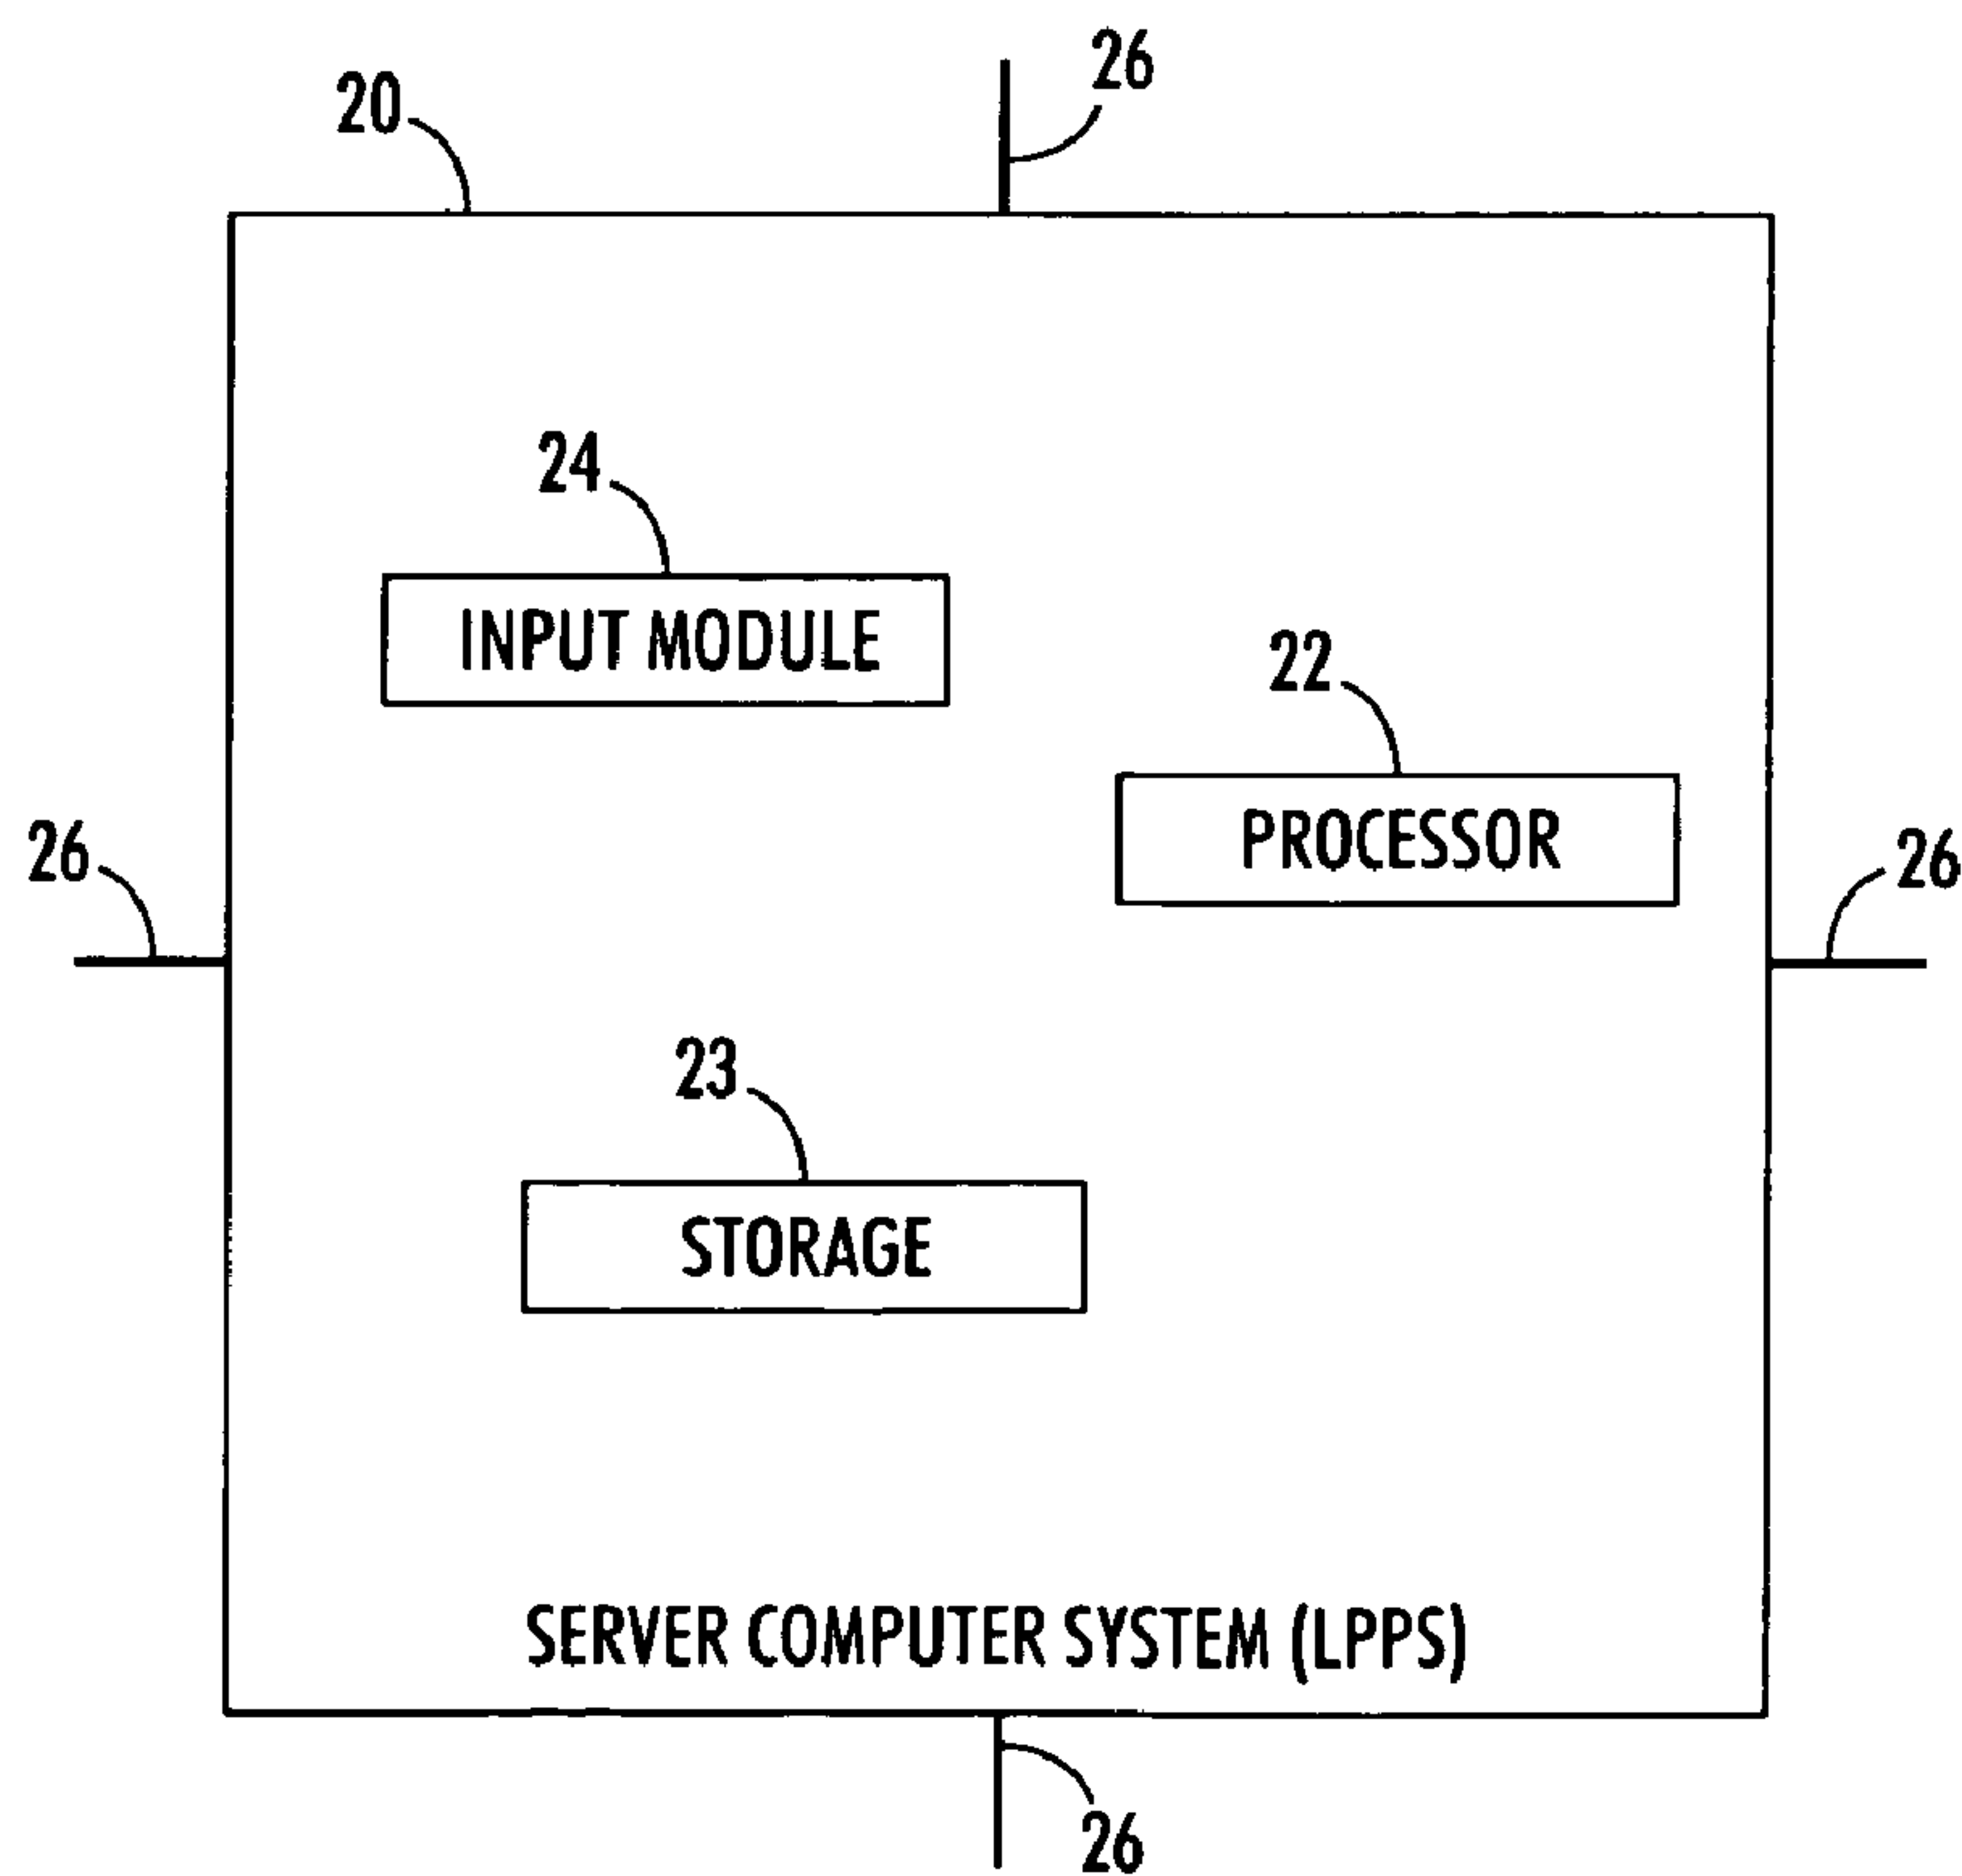 26
20
24
INPUT MODULE
22
PROCESSOR
26
26
23
STORAGE
SERVER COMPUTER SYSTEM (LPPS)
26